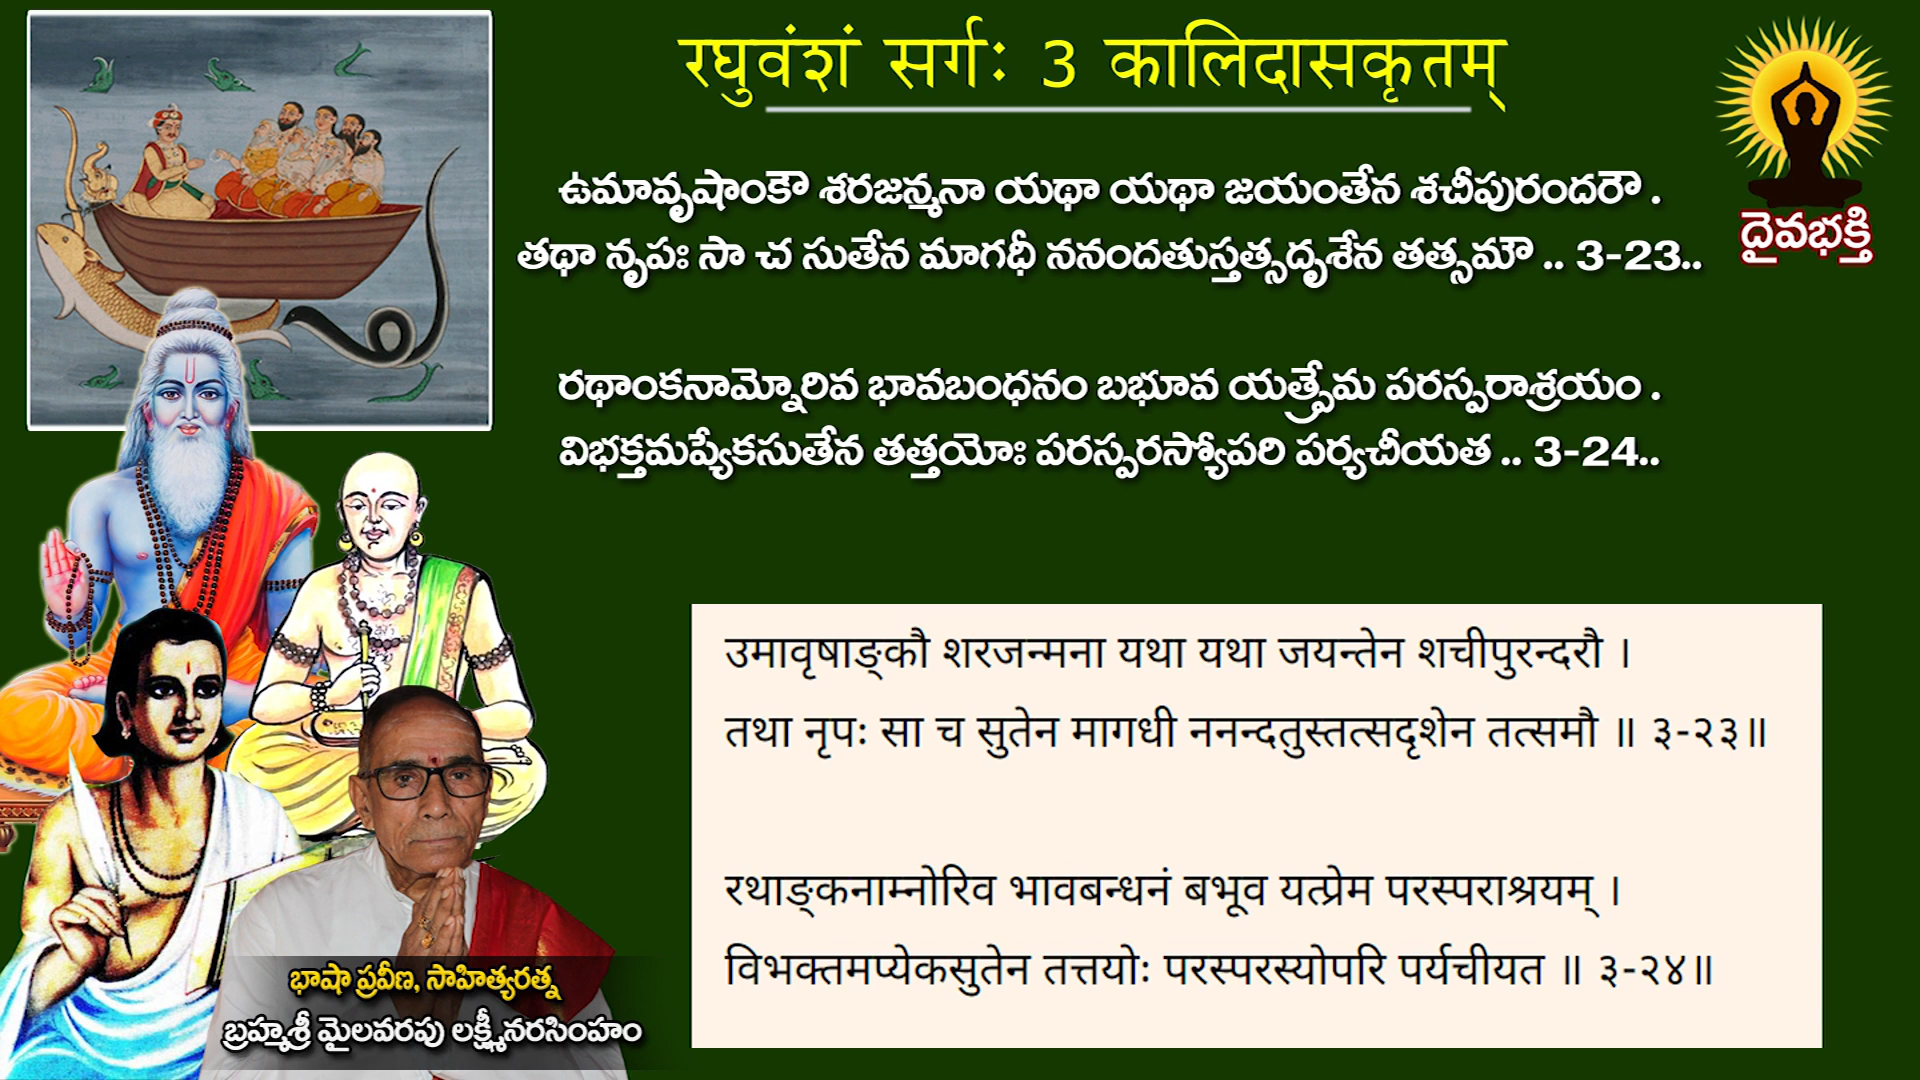 रघुवंशं सर्गः 3 कालिदासकृतम्
ఉమావృషాంకౌ శరజన్మనా యథా యథా జయంతేన శచీపురందరౌ .
తథా నృపః సా చ సుతేన మాగధీ ననందతుస్తత్సదృశేన తత్సమౌ .. 3-23..
దైవభక్తి
రథాంకనామ్నోరివ భావబంధనం బభూవ యత్ప్రేమ పరస్పరాశ్రయం .
విభక్తమప్యేకసుతేన తత్తయోః పరస్పరస్యోపరి పర్యచీయత .. 3-24..
उमावृषाङ्कौ शरजन्मना यथा यथा जयन्तेन शचीपुरन्दरौ ।
तथा नृपः सा च सुतेन मागधी ननन्दतुस्तत्सदृशेन तत्समौ ॥ ३-२३॥
रथाङ्कनाम्नोरिव भावबन्धनं बभूव यत्प्रेम परस्पराश्रयम् ।
विभक्तमप्येकसुतेन तत्तयोः परस्परस्योपरि पर्यचीयत ॥ ३-२४॥
భాషా ప్రవీణ, సాహిత్యరత్న
బ్రహ్మశ్రీ మైలవరపు లక్ష్మీనరసింహం